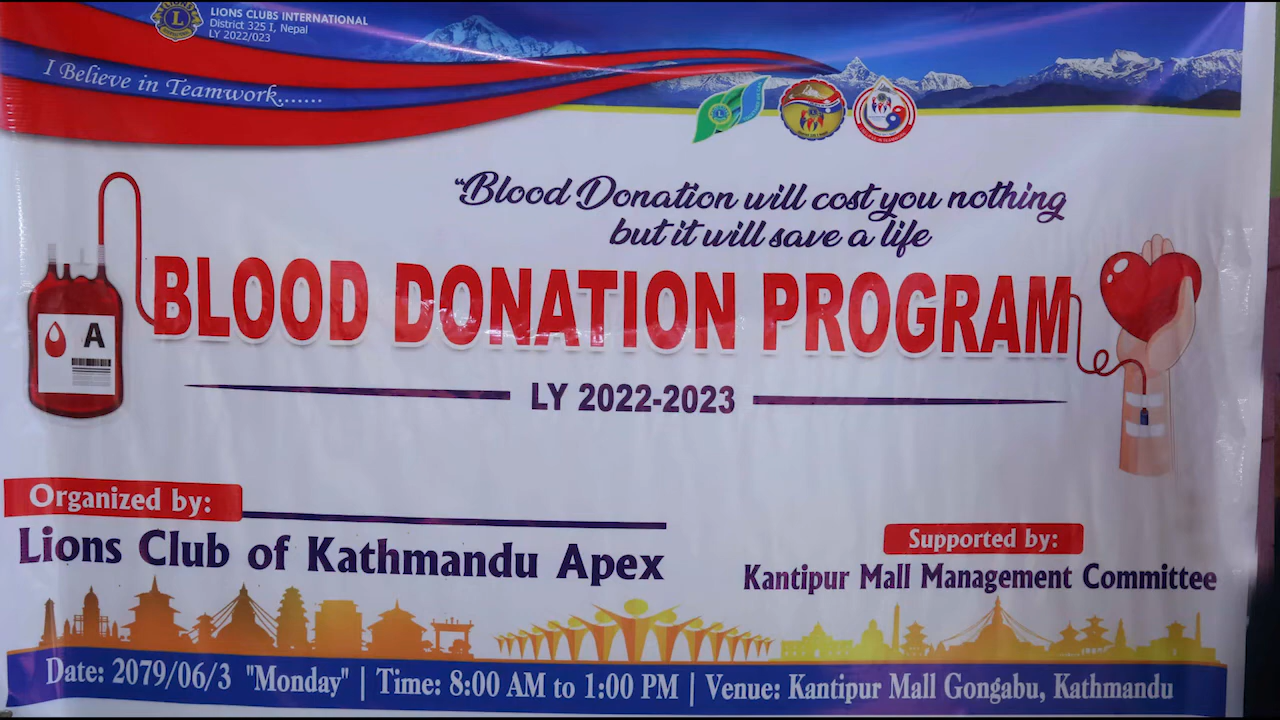 LIONS CLUBS INTERNATIONAL
District 325 I, Nepal
LY 2022/023
I Believe in Teamwork.......
"Blood Donation will cost you nothing
but it will save a life
BLOOD DONATION PROGRAM
A
LY 2022-2023
Organized by:
Lions Club of Kathmandu Apex
Supported by:
Kantipur Mall Management Committee
Date: 2079/06/3 "Monday" | Time: 8:00 AM to 1:00 PM | Venue: Kantipur Mall Gongabu, Kathmandu